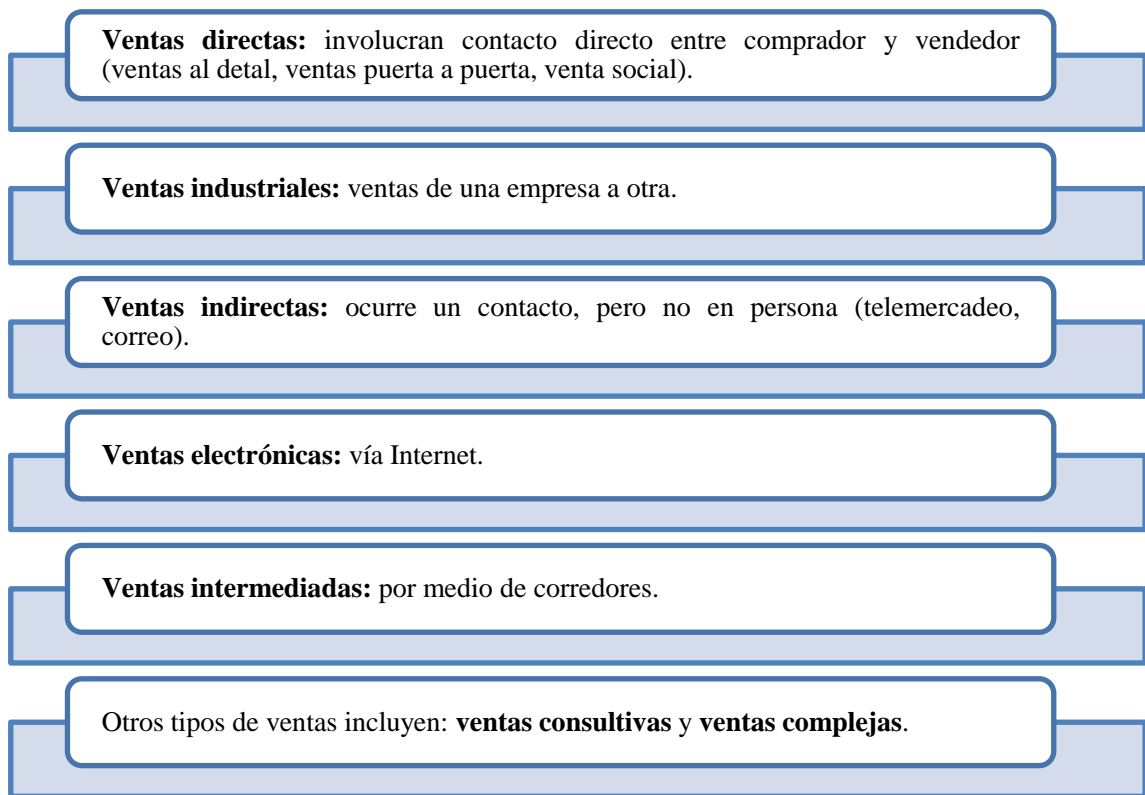 Ventas directas: involucran contacto directo entre comprador y vendedor
(ventas al detal, ventas puerta a puerta, venta social).
Ventas industriales: ventas de una empresa a otra.
Ventas indirectas: ocurre un contacto, pero no en persona (telemercadeo,
correo).
Ventas electrónicas: vía Internet.
Ventas intermediadas: por medio de corredores.
Otros tipos de ventas incluyen: ventas consultivas y ventas complejas.